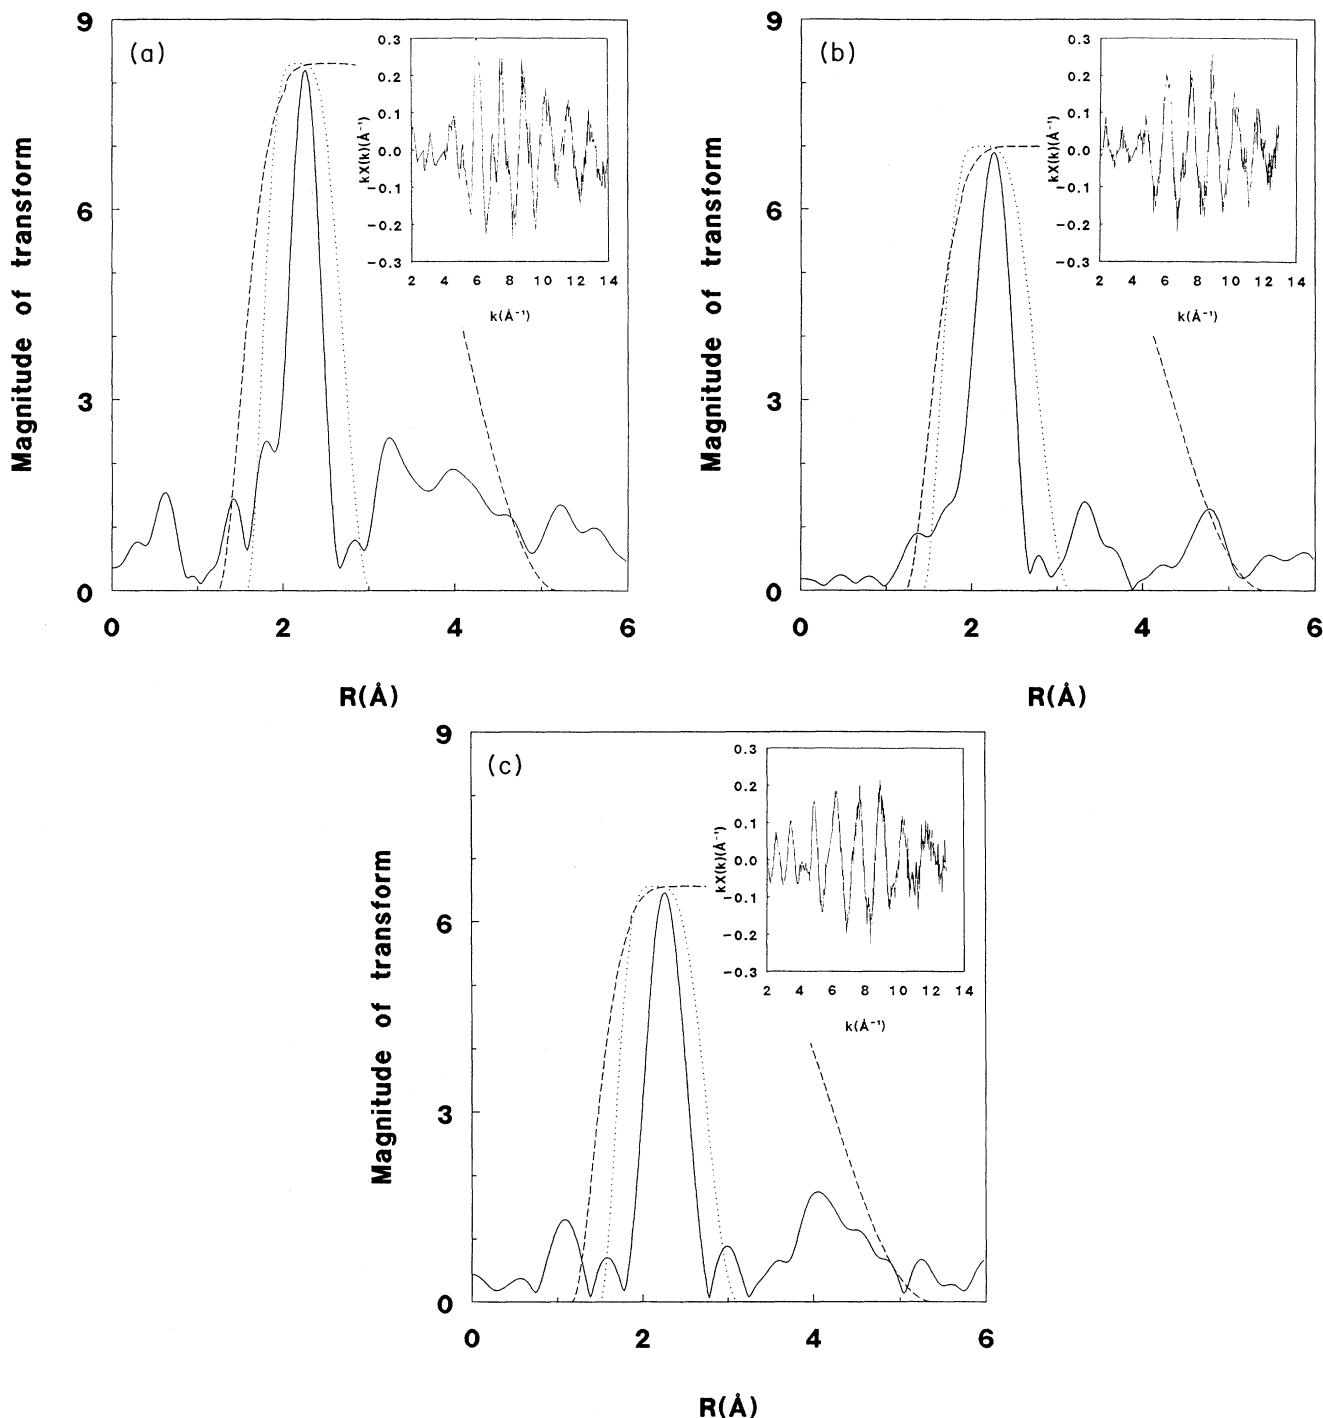 (a)
Magnitude of transform
9
6
3
0
0 2 4 6
R(Å)
kX(k)(Å⁻¹)
0.3
0.2
0.1
0.0
−0.1
−0.2
−0.3
2 4 6 8 10 12 14
k(Å⁻¹)
(b)
Magnitude of transform
9
6
3
0
0 2 4 6
R(Å)
kX(k)(Å⁻¹)
0.3
0.2
0.1
0.0
−0.1
−0.2
−0.3
2 4 6 8 10 12 14
k(Å⁻¹)
(c)
Magnitude of transform
9
6
3
0
0 2 4 6
R(Å)
kX(k)(Å⁻¹)
0.3
0.2
0.1
0.0
−0.1
−0.2
−0.3
2 4 6 8 10 12 14
k(Å⁻¹)